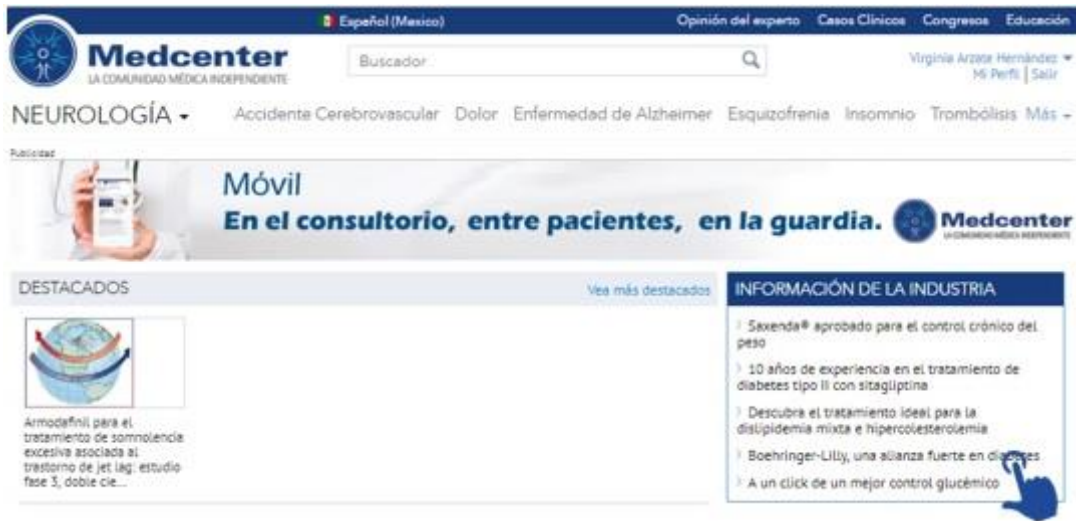 Español (Mexico)
Opinión del experto Casos Clínicos Congresos Educación
Medcenter
LA COMUNIDAD MÉDICA INDEPENDIENTE
Buscador
Virginia Arzate Hernández
Mi Perfil | Salir
NEUROLOGÍA
Accidente Cerebrovascular Dolor Enfermedad de Alzheimer Esquizofrenia Insomnio Trombólisis Más
Publicidad
Móvil
En el consultorio, entre pacientes, en la guardia.
Medcenter
LA COMUNIDAD MÉDICA INDEPENDIENTE
DESTACADOS
Vea más destacados
Armodafinil para el
tratamiento de somnolencia
excesiva asociada al
trastorno de jet lag: estudio
fase 3, doble cie...
INFORMACIÓN DE LA INDUSTRIA
Saxenda® aprobado para el control crónico del
peso
10 años de experiencia en el tratamiento de
diabetes tipo II con sitagliptina
Descubra el tratamiento ideal para la
dislipidemia mixta e hipercolesterolemia
Boehringer-Lilly, una alianza fuerte en diabetes
A un click de un mejor control glucémico